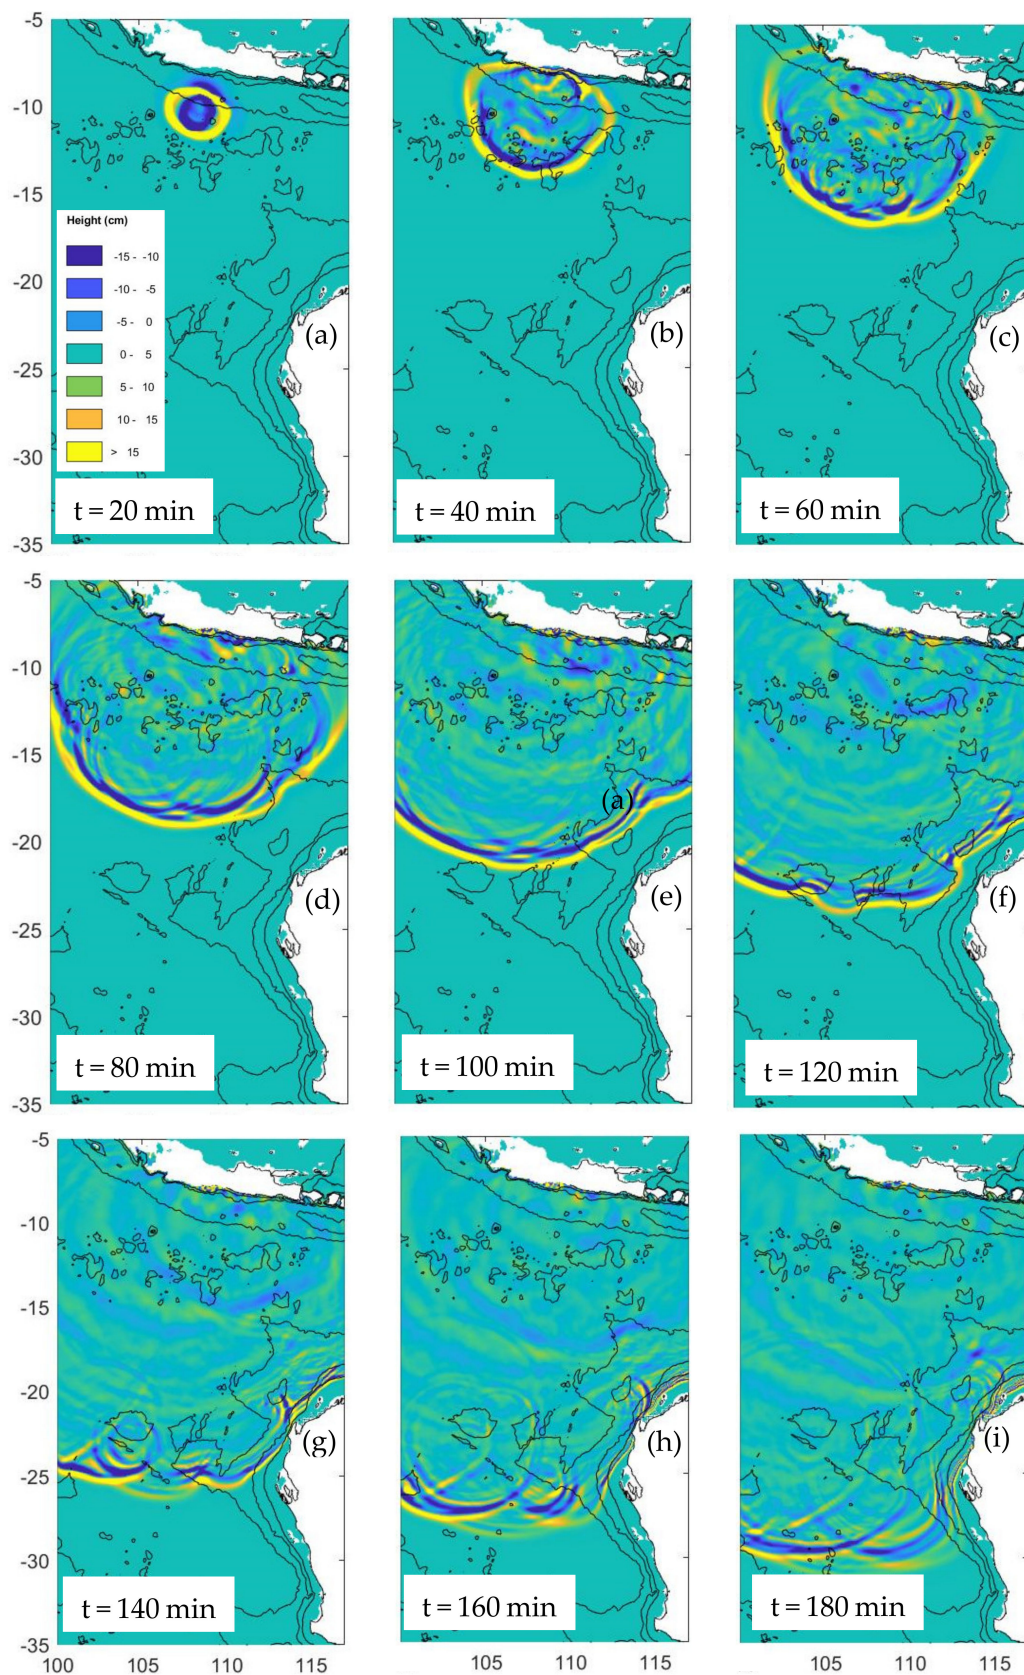 -5
-10
-15
-20
-25
-30
-35
Height (cm)
-15 - -10
-10 - -5
-5 - 0
0 - 5
5 - 10
10 - 15
> 15
(a)
t = 20 min
(b)
t = 40 min
(c)
t = 60 min
-5
-10
-15
-20
-25
-30
-35
(d)
t = 80 min
(a)
(e)
t = 100 min
(f)
t = 120 min
-5
-10
-15
-20
-25
-30
-35
(g)
t = 140 min
(h)
t = 160 min
(i)
t = 180 min
100 105 110 115
105 110 115
105 110 115